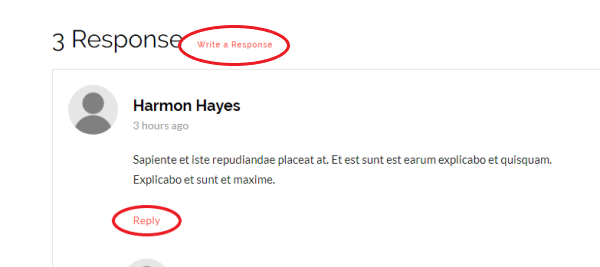 3 Response
Write a Response
Harmon Hayes
3 hours ago
Sapiente et iste repudiandae placeat at. Et est sunt est earum explicabo et quisquam.
Explicabo et sunt et maxime.
Reply